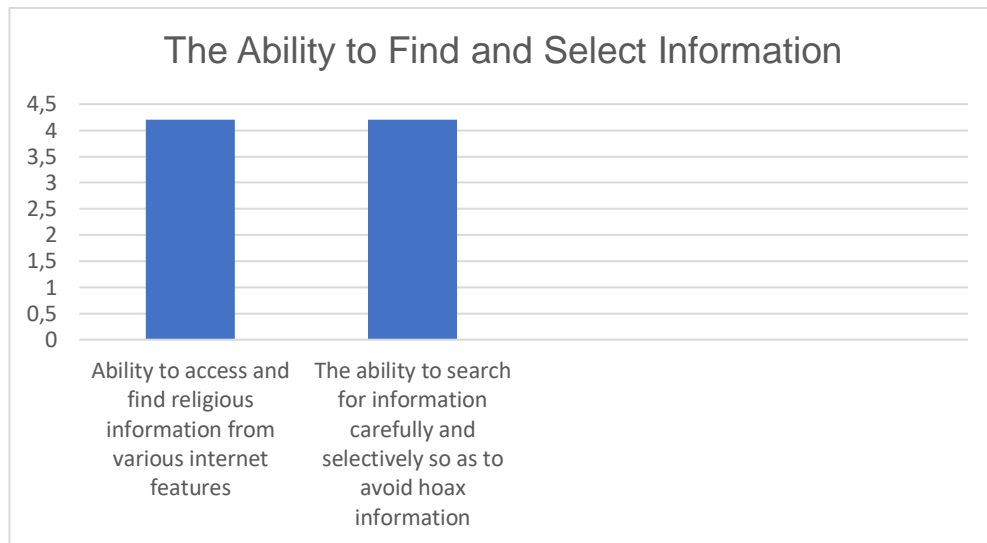 The Ability to Find and Select Information
4,5
4
3,5
3
2,5
2
1,5
1
0,5
0
Ability to access and
find religious
information from
various internet
features
The ability to search
for information
carefully and
selectively so as to
avoid hoax
information